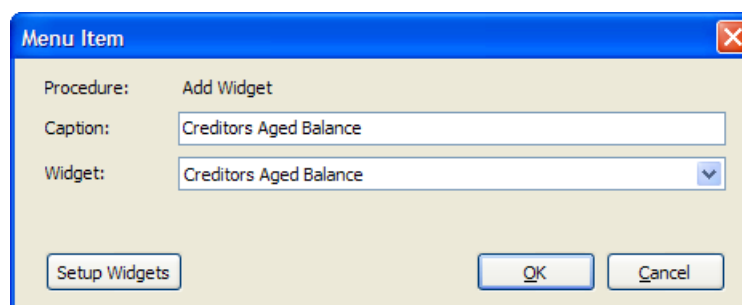 Menu Item
Procedure: Add Widget
Caption: Creditors Aged Balance
Widget: Creditors Aged Balance
Setup Widgets OK Cancel